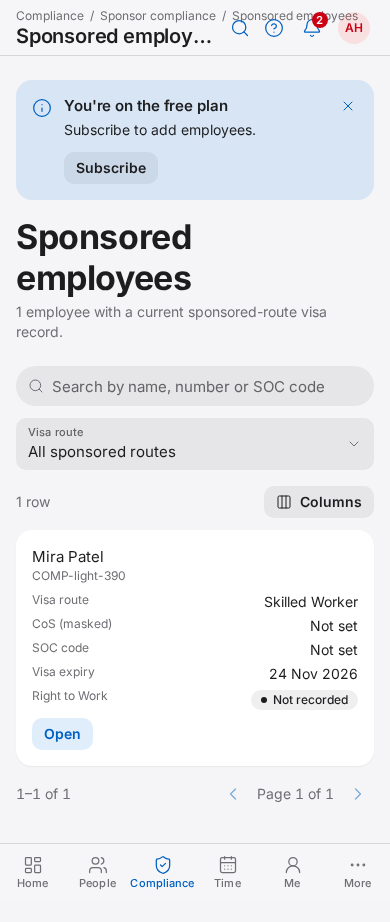 Compliance / Sponsor compliance / Sponsored employees
Sponsored employ...
2
AH
You're on the free plan
Subscribe to add employees.
Subscribe
Sponsored
employees
1 employee with a current sponsored-route visa
record.
Search by name, number or SOC code
Visa route
All sponsored routes
1 row
Columns
Mira Patel
COMP-light-390
Visa route Skilled Worker
CoS (masked) Not set
SOC code Not set
Visa expiry 24 Nov 2026
Right to Work Not recorded
Open
1–1 of 1 Page 1 of 1
Home People Compliance Time Me More